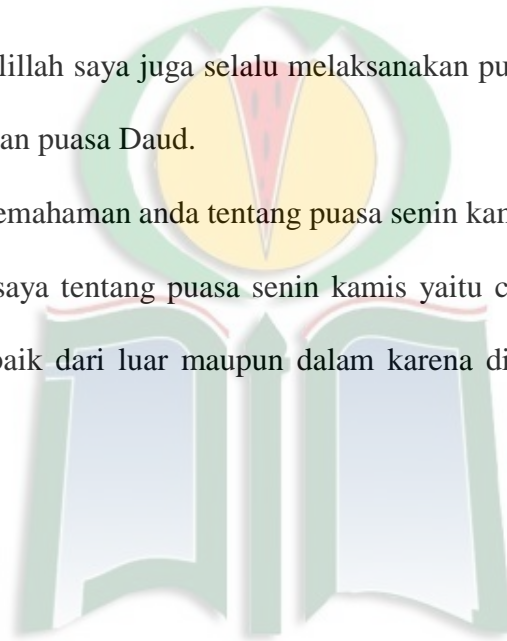 lillah saya juga selalu melaksanakan pu
an puasa Daud.
emahaman anda tentang puasa senin kam
saya tentang puasa senin kamis yaitu c
baik dari luar maupun dalam karena di